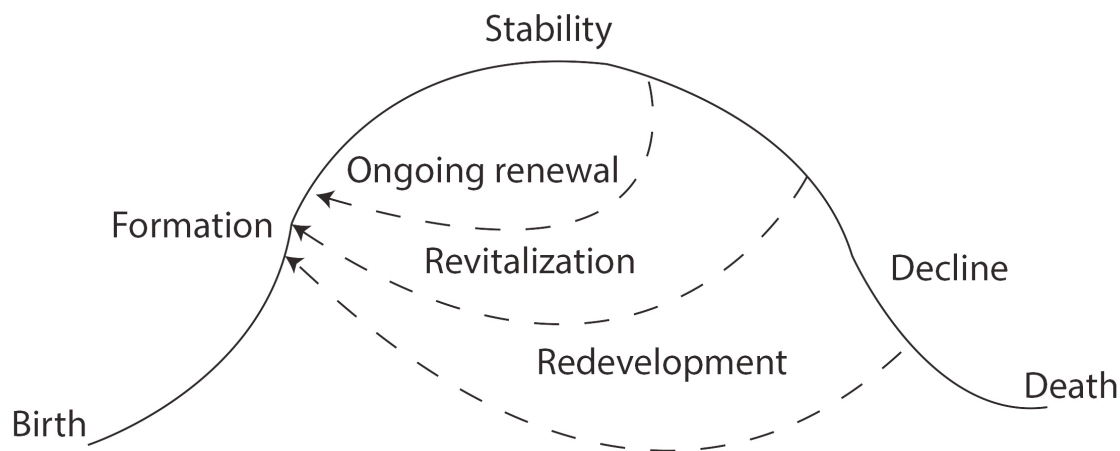 Stability
Ongoing renewal
Formation
Revitalization
Decline
Redevelopment
Death
Birth